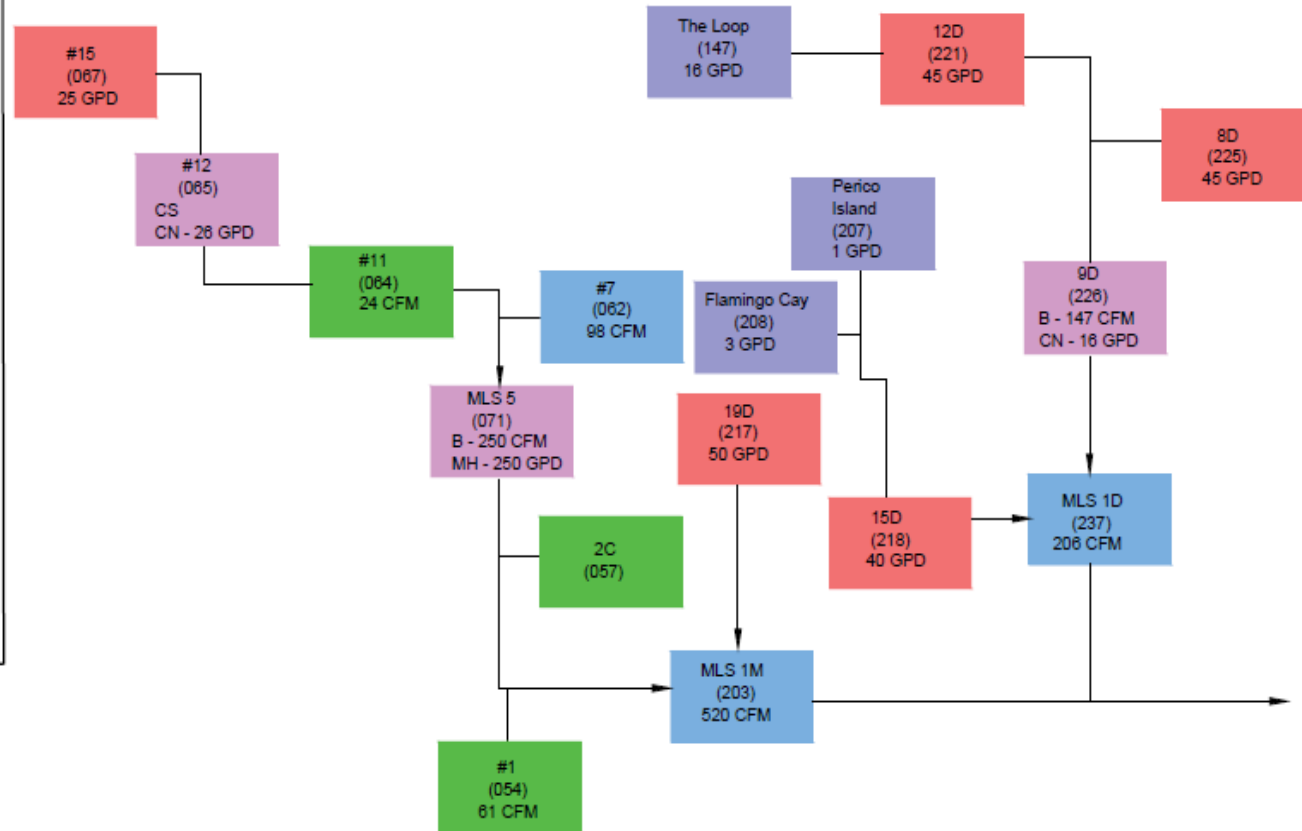 #15
(067)
25 GPD
#12
(065)
CS
CN - 26 GPD
#11
(064)
24 CFM
#7
(062)
98 CFM
MLS 5
(071)
B - 250 CFM
MH - 250 GPD
2C
(057)
#1
(054)
61 CFM
The Loop
(147)
16 GPD
12D
(221)
45 GPD
8D
(225)
45 GPD
Perico
Island
(207)
1 GPD
Flamingo Cay
(208)
3 GPD
9D
(226)
B - 147 CFM
CN - 16 GPD
19D
(217)
50 GPD
15D
(218)
40 GPD
MLS 1D
(237)
206 CFM
MLS 1M
(203)
520 CFM